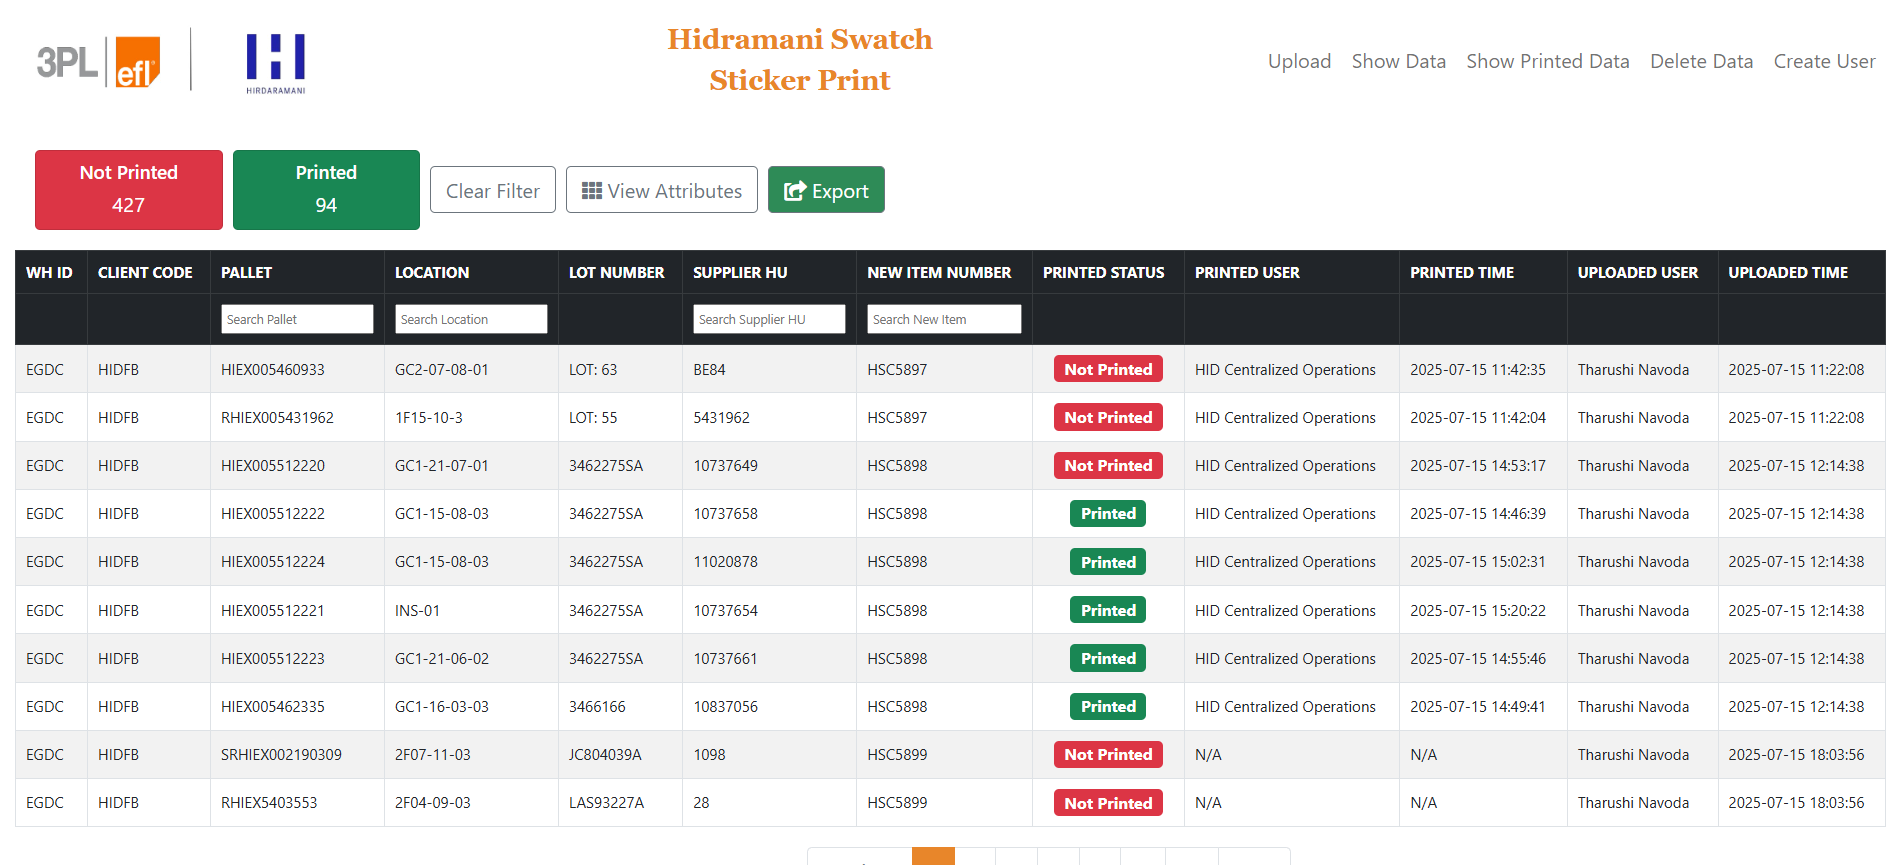 3PL efl
HIRDARAMANI
Hidramani Swatch
Sticker Print
Upload Show Data Show Printed Data Delete Data Create User
Not Printed
427
Printed
94
Clear Filter
View Attributes
Export
WH ID CLIENT CODE PALLET LOCATION LOT NUMBER SUPPLIER HU NEW ITEM NUMBER PRINTED STATUS PRINTED USER PRINTED TIME UPLOADED USER UPLOADED TIME
Search Pallet Search Location Search Supplier HU Search New Item
EGDC HIDFB HIEX005460933 GC2-07-08-01 LOT: 63 BE84 HSC5897 Not Printed HID Centralized Operations 2025-07-15 11:42:35 Tharushi Navoda 2025-07-15 11:22:08
EGDC HIDFB RHIEX005431962 1F15-10-3 LOT: 55 5431962 HSC5897 Not Printed HID Centralized Operations 2025-07-15 11:42:04 Tharushi Navoda 2025-07-15 11:22:08
EGDC HIDFB HIEX005512220 GC1-21-07-01 3462275SA 10737649 HSC5898 Not Printed HID Centralized Operations 2025-07-15 14:53:17 Tharushi Navoda 2025-07-15 12:14:38
EGDC HIDFB HIEX005512222 GC1-15-08-03 3462275SA 10737658 HSC5898 Printed HID Centralized Operations 2025-07-15 14:46:39 Tharushi Navoda 2025-07-15 12:14:38
EGDC HIDFB HIEX005512224 GC1-15-08-03 3462275SA 11020878 HSC5898 Printed HID Centralized Operations 2025-07-15 15:02:31 Tharushi Navoda 2025-07-15 12:14:38
EGDC HIDFB HIEX005512221 INS-01 3462275SA 10737654 HSC5898 Printed HID Centralized Operations 2025-07-15 15:20:22 Tharushi Navoda 2025-07-15 12:14:38
EGDC HIDFB HIEX005512223 GC1-21-06-02 3462275SA 10737661 HSC5898 Printed HID Centralized Operations 2025-07-15 14:55:46 Tharushi Navoda 2025-07-15 12:14:38
EGDC HIDFB HIEX005462335 GC1-16-03-03 3466166 10837056 HSC5898 Printed HID Centralized Operations 2025-07-15 14:49:41 Tharushi Navoda 2025-07-15 12:14:38
EGDC HIDFB SRHIEX002190309 2F07-11-03 JC804039A 1098 HSC5899 Not Printed N/A N/A Tharushi Navoda 2025-07-15 18:03:56
EGDC HIDFB RHIEX5403553 2F04-09-03 LAS93227A 28 HSC5899 Not Printed N/A N/A Tharushi Navoda 2025-07-15 18:03:56